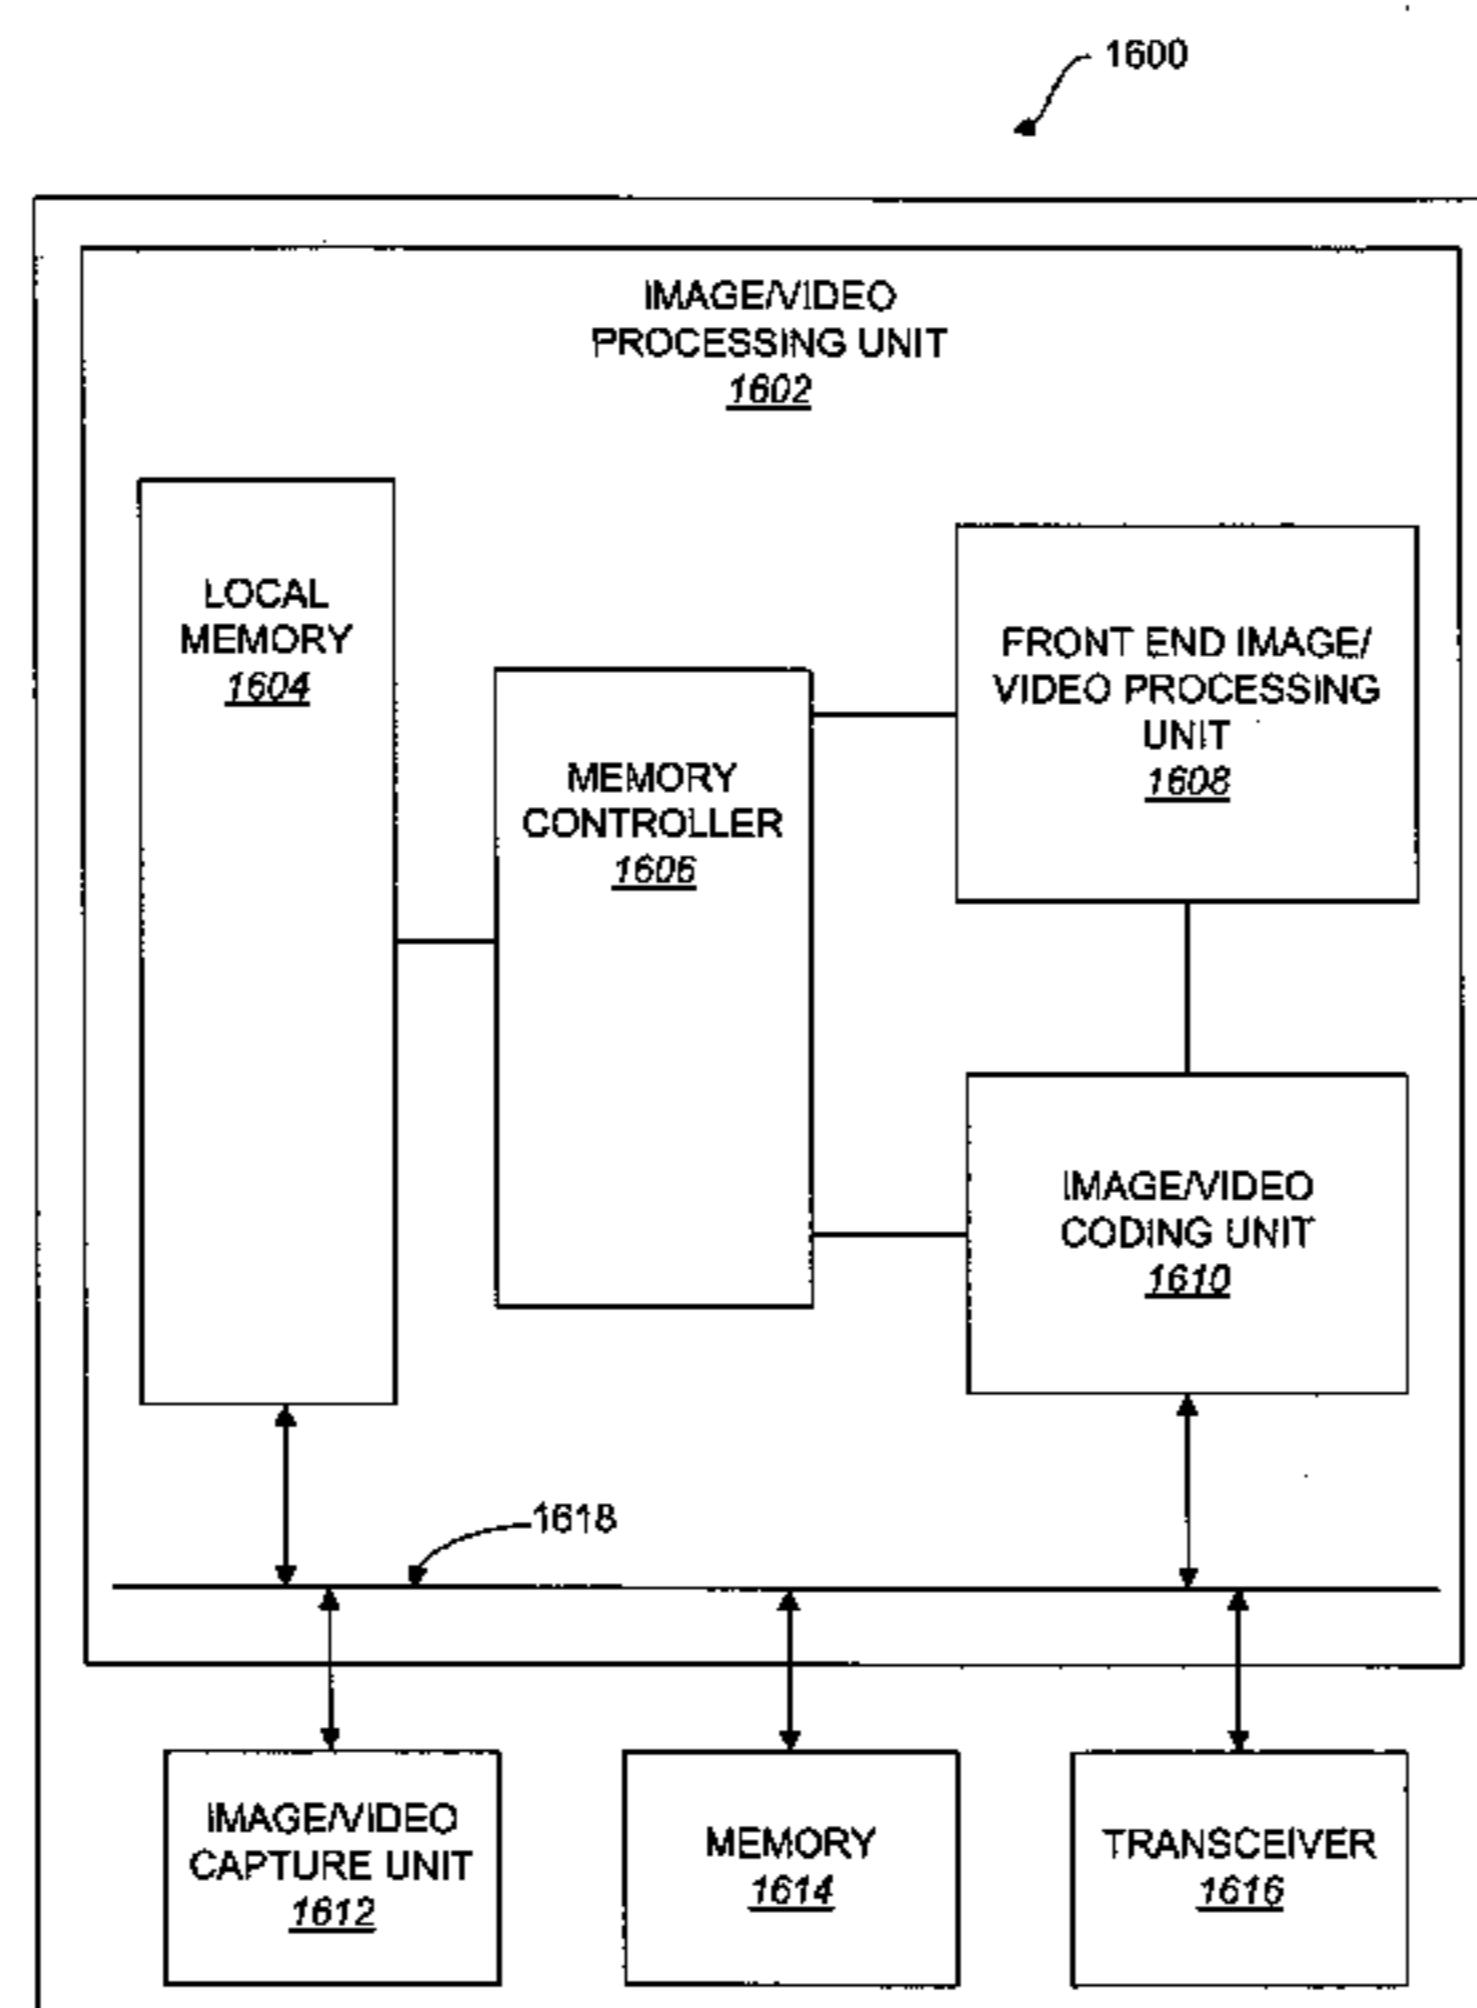 1600
IMAGE/VIDEO
PROCESSING UNIT
1602
LOCAL
MEMORY
1604
MEMORY
CONTROLLER
1606
FRONT END IMAGE/
VIDEO PROCESSING
UNIT
1608
IMAGE/VIDEO
CODING UNIT
1610
1618
IMAGE/VIDEO
CAPTURE UNIT
1612
MEMORY
1614
TRANSCEIVER
1616